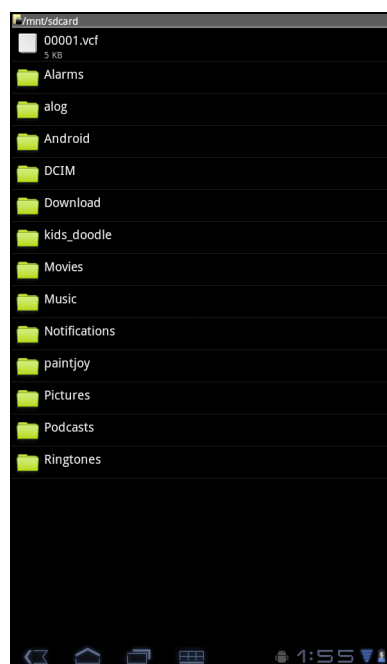 /mnt/sdcard
00001.vcf
5 KB
Alarms
alog
Android
DCIM
Download
kids_doodle
Movies
Music
Notifications
paintjoy
Pictures
Podcasts
Ringtones
1:55